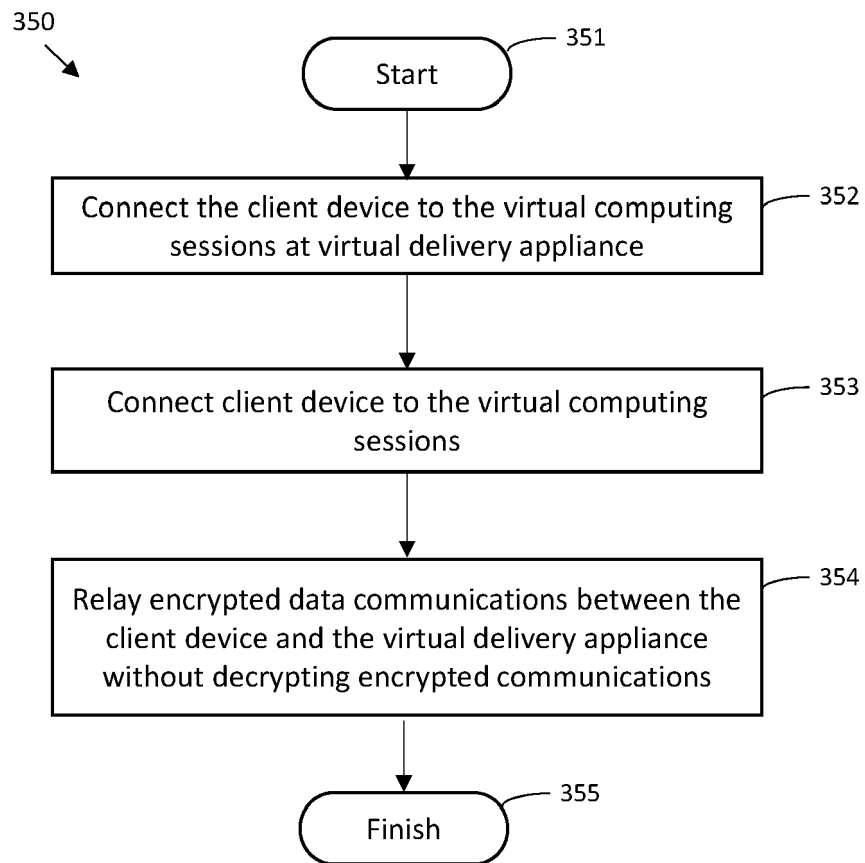 350
351
Start
352
Connect the client device to the virtual computing
sessions at virtual delivery appliance
353
Connect client device to the virtual computing
sessions
354
Relay encrypted data communications between the
client device and the virtual delivery appliance
without decrypting encrypted communications
355
Finish